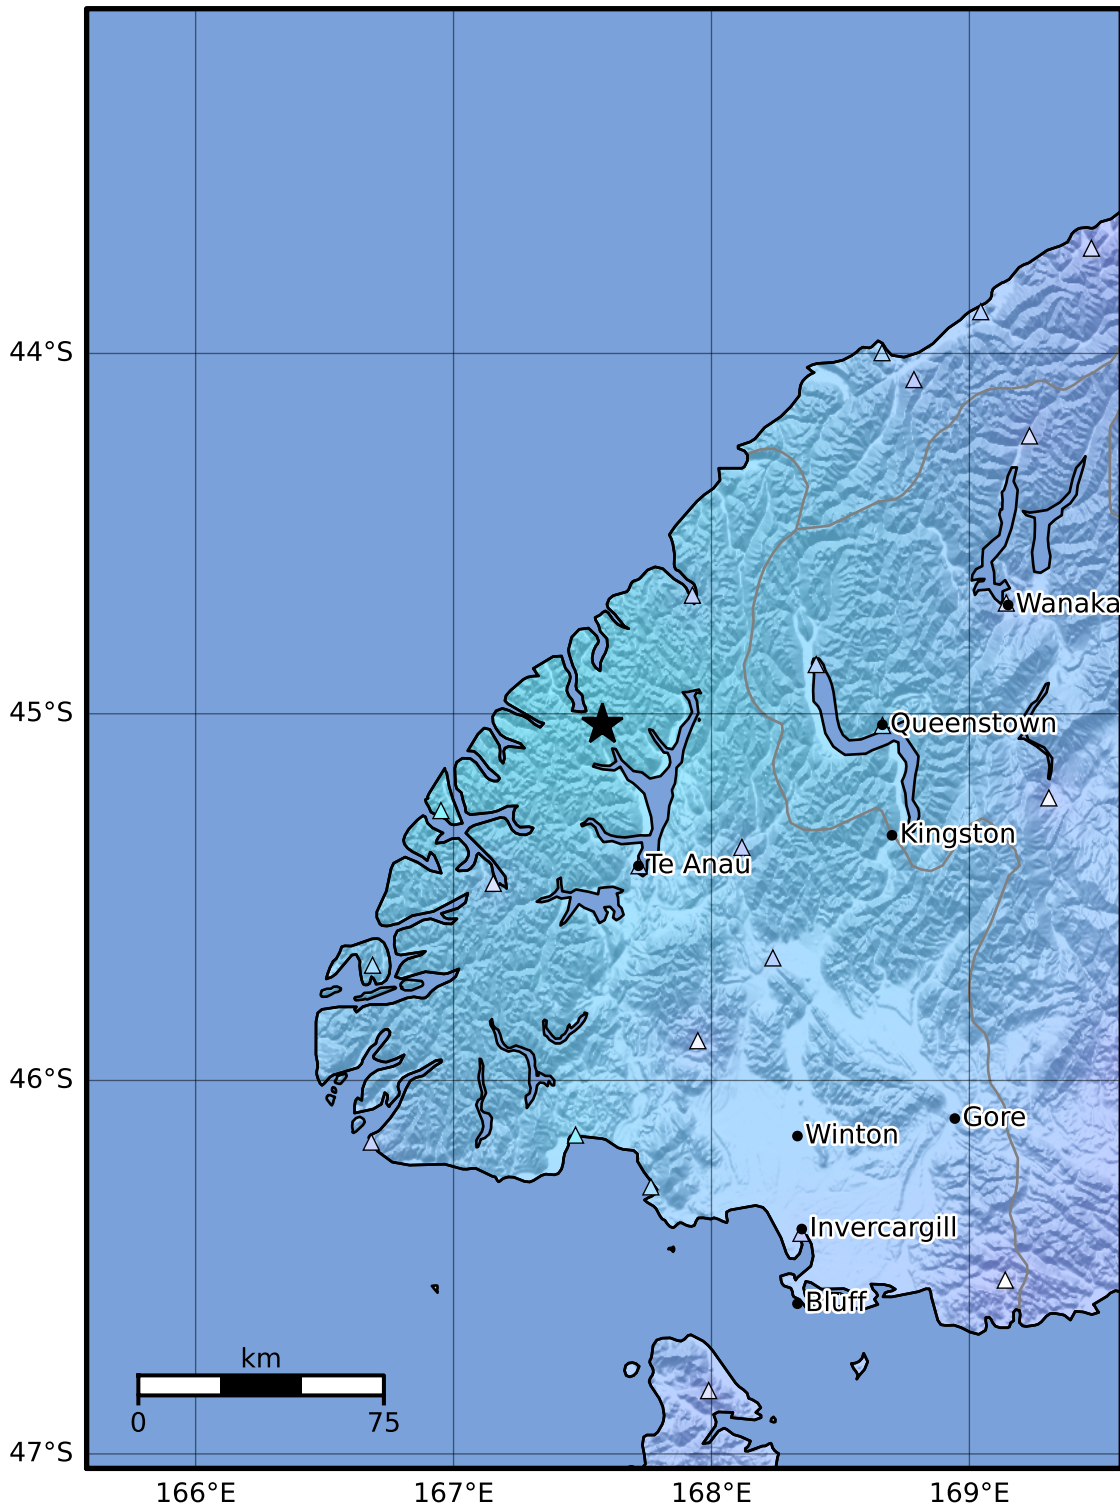 44°S
Wanaka
45°S
Queenstown
Kingston
Te Anau
46°S
Gore
Winton
Invercargill
Bluff
km
0 75
47°S
166°E 167°E 168°E 169°E